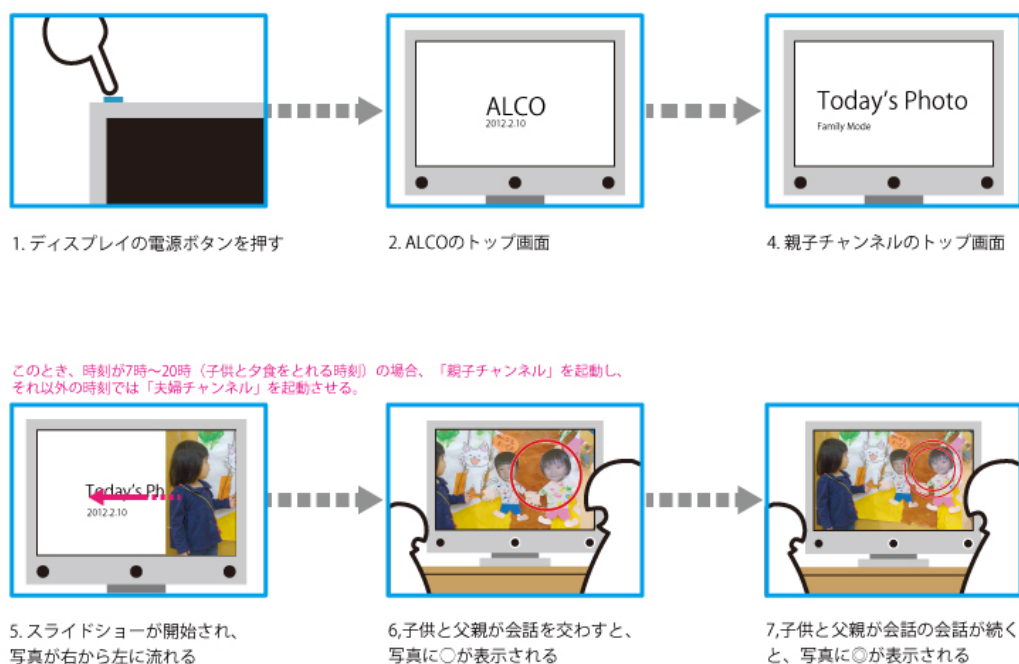 ALCO
2012.2.10
Today's Photo
Family Mode
1. ディスプレイの電源ボタンを押す
2. ALCOのトップ画面
4. 親子チャンネルのトップ画面
このとき、時刻が7時〜20時（子供と夕食をとれる時刻）の場合、「親子チャンネル」を起動し、
それ以外の時刻では「夫婦チャンネル」を起動させる。
Today's Ph
2012.2.10
5. スライドショーが開始され、
写真が右から左に流れる
6,子供と父親が会話を交わすと、
写真に○が表示される
7,子供と父親が会話の会話が続く
と、写真に◎が表示される